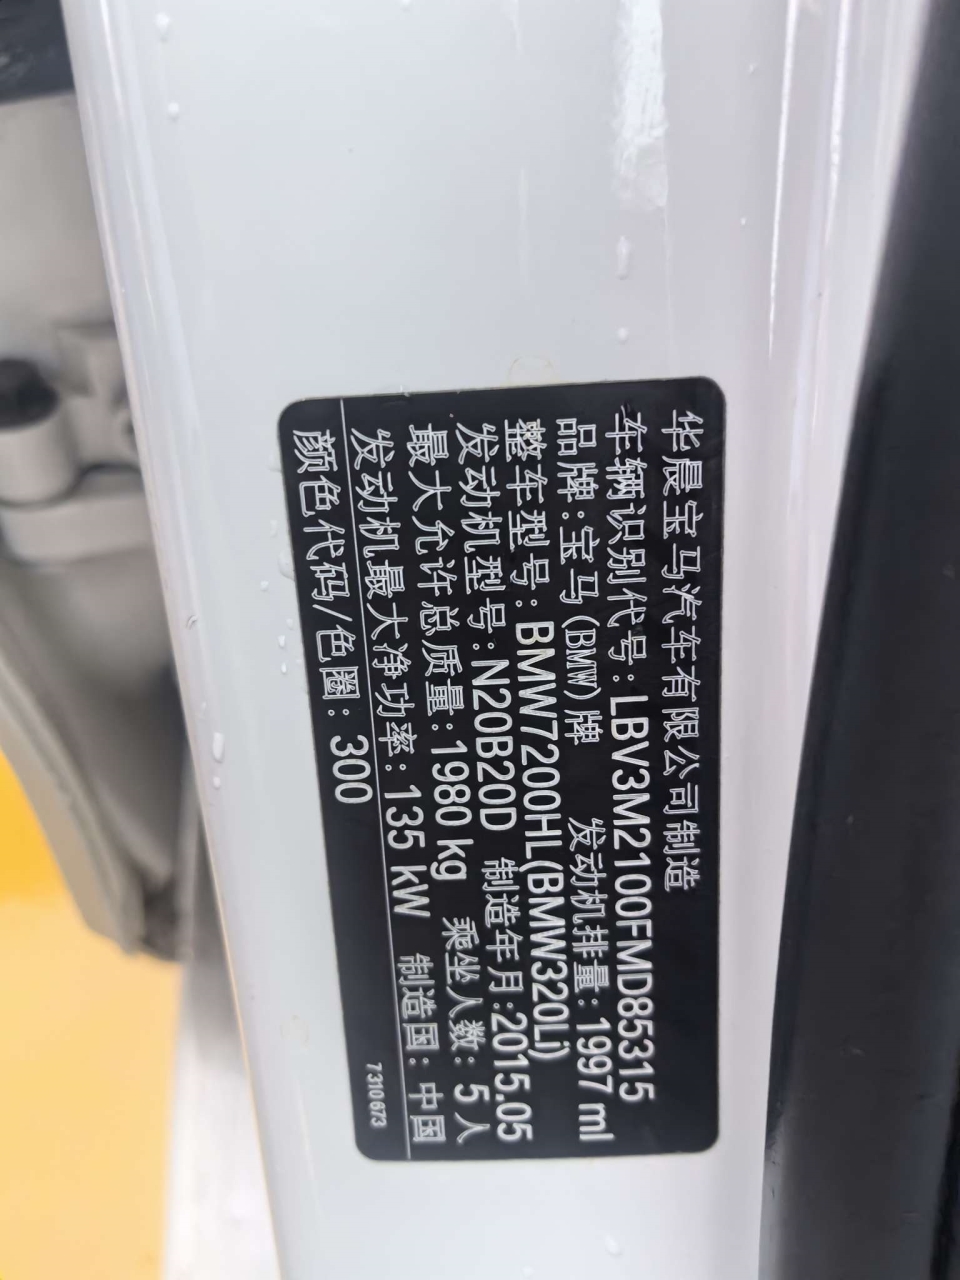 华晨宝马汽车有限公司制造
车辆识别代号:LBV3M2100FMD85315
品牌:宝马(BMW)牌 发动机排量:1997 ml
整车型号:BMW7200HL(BMW320Li)
发动机型号:N20B20D 制造年月:2015.05
最大允许总质量:1980 kg 乘坐人数:5人
发动机最大净功率:135 kW 制造国:中国
颜色代码/色圈:300
7 310 673